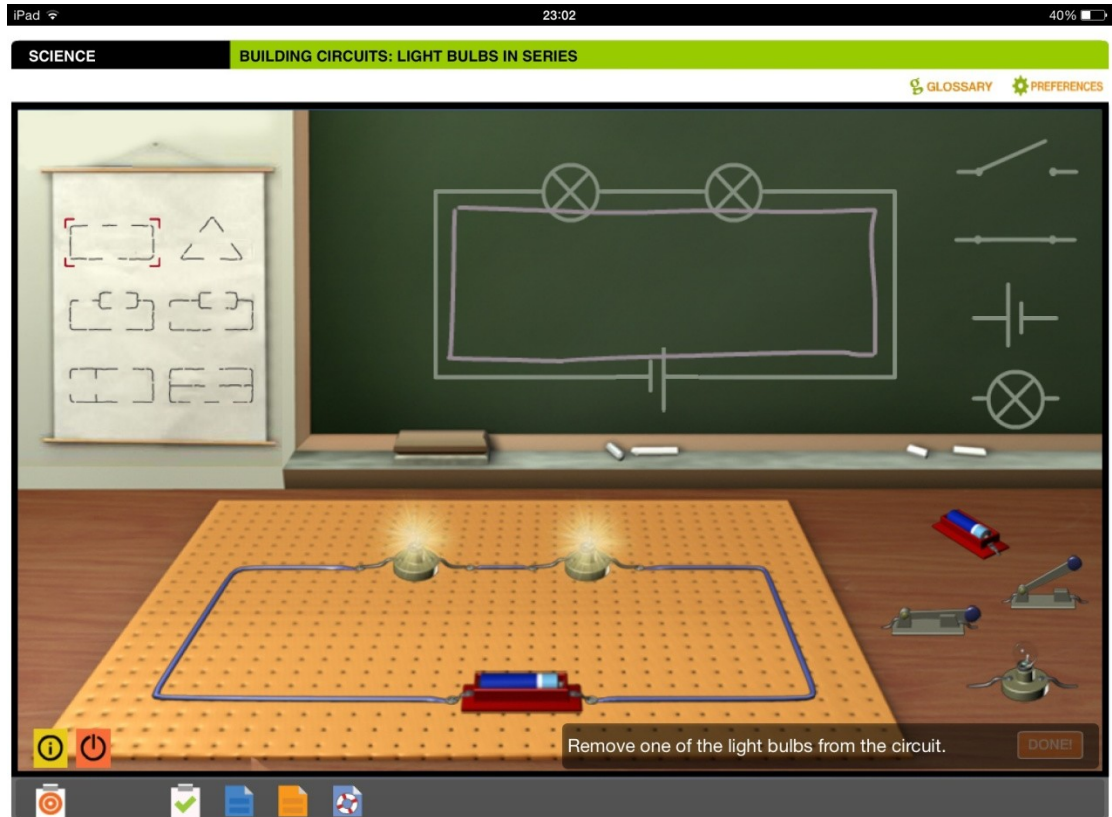 iPad 23:02 40%
SCIENCE BUILDING CIRCUITS: LIGHT BULBS IN SERIES
g GLOSSARY PREFERENCES
Remove one of the light bulbs from the circuit. DONE!